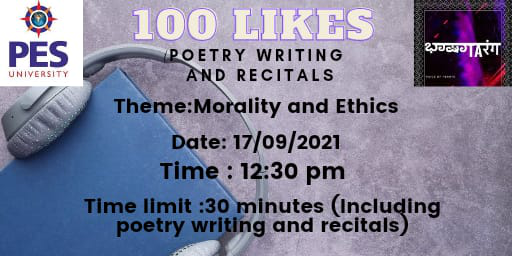 PES
UNIVERSITY
100 LIKES
POETRY WRITING
AND RECITALS
Theme:Morality and Ethics
Date: 17/09/2021
Time : 12:30 pm
Time limit :30 minutes (Including
poetry writing and recitals)